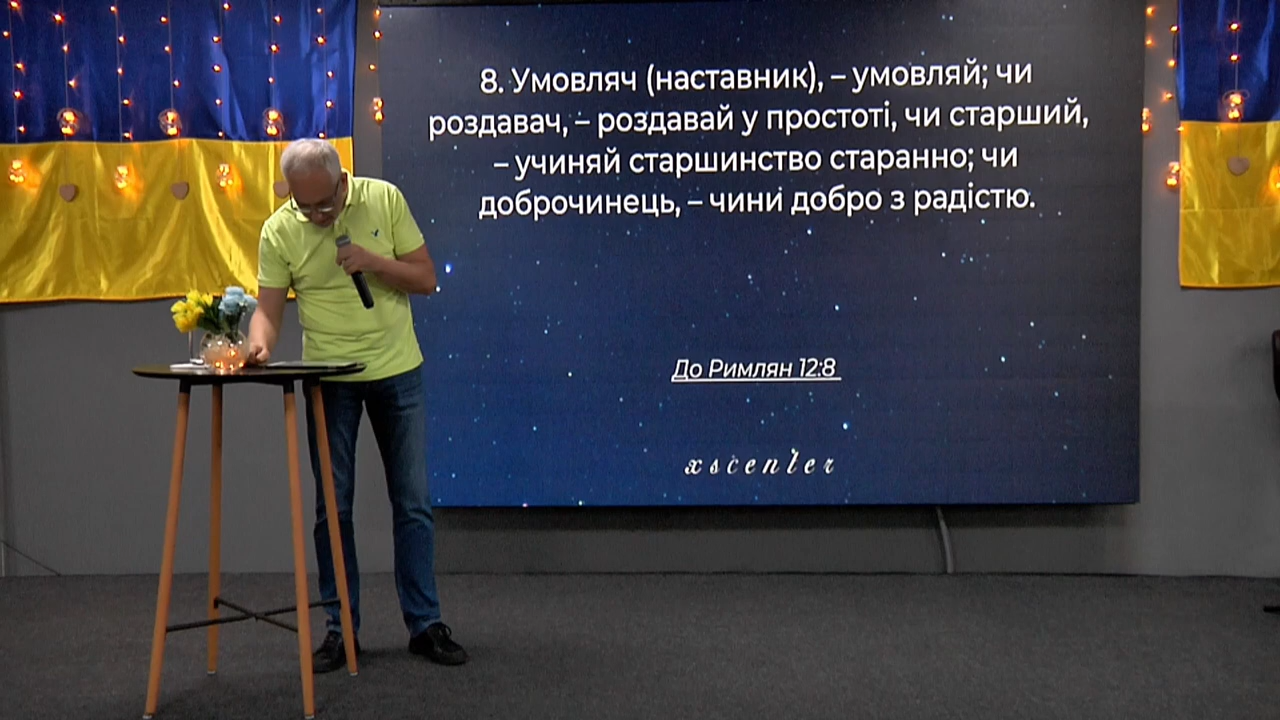 8. Умовляч (наставник), – умовляй; чи
роздавач, – роздавай у простоті, чи старший,
– учиняй старшинство старанно; чи
доброчинець, – чини добро з радістю.
До Римлян 12:8
xscenter